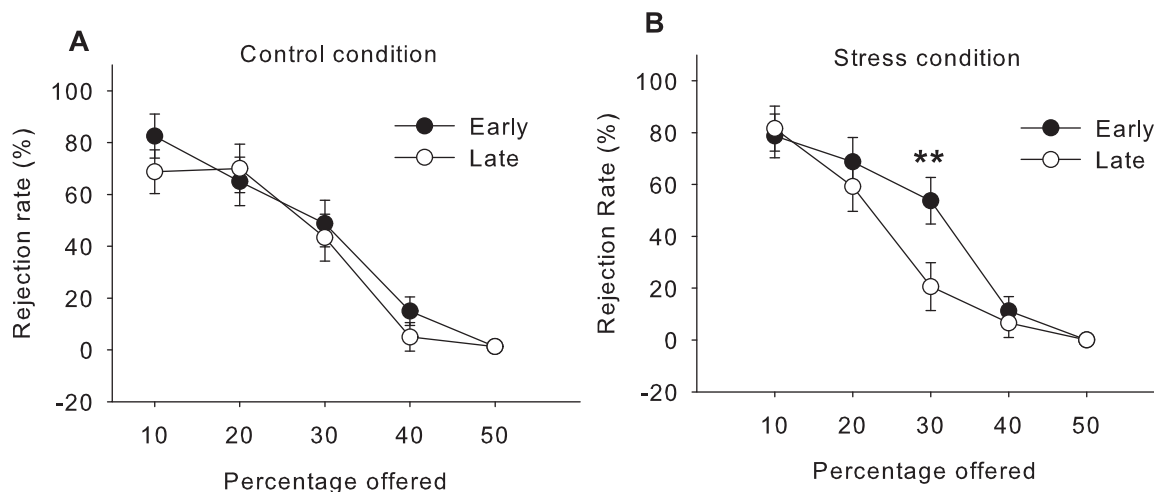 A
Control condition
100
80
60
40
20
0
-20
Rejection rate (%)
Early
Late
10 20 30 40 50
Percentage offered
B
Stress condition
100
80
60
40
20
0
-20
Rejection Rate (%)
Early
Late
**
10 20 30 40 50
Percentage offered